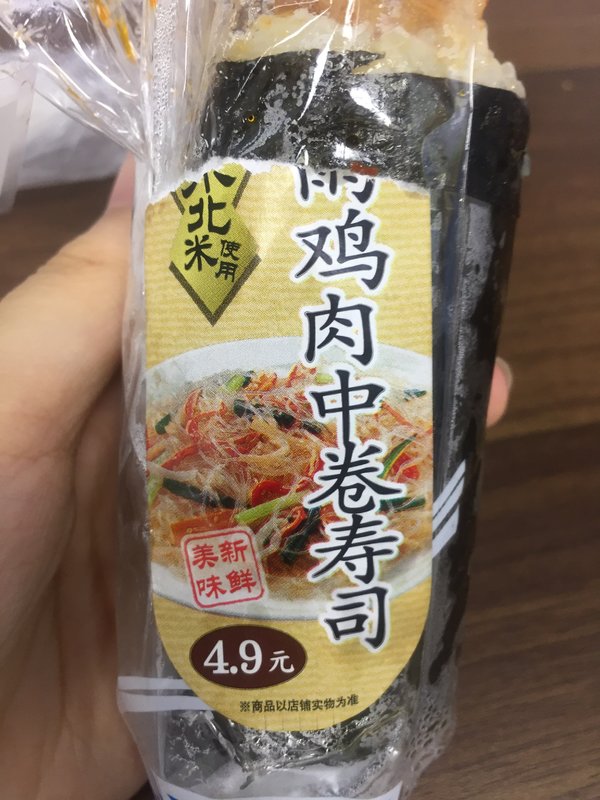 北米
使用
鸡肉中卷寿司
新鲜
美味
4.9元
※商品以店铺实物为准